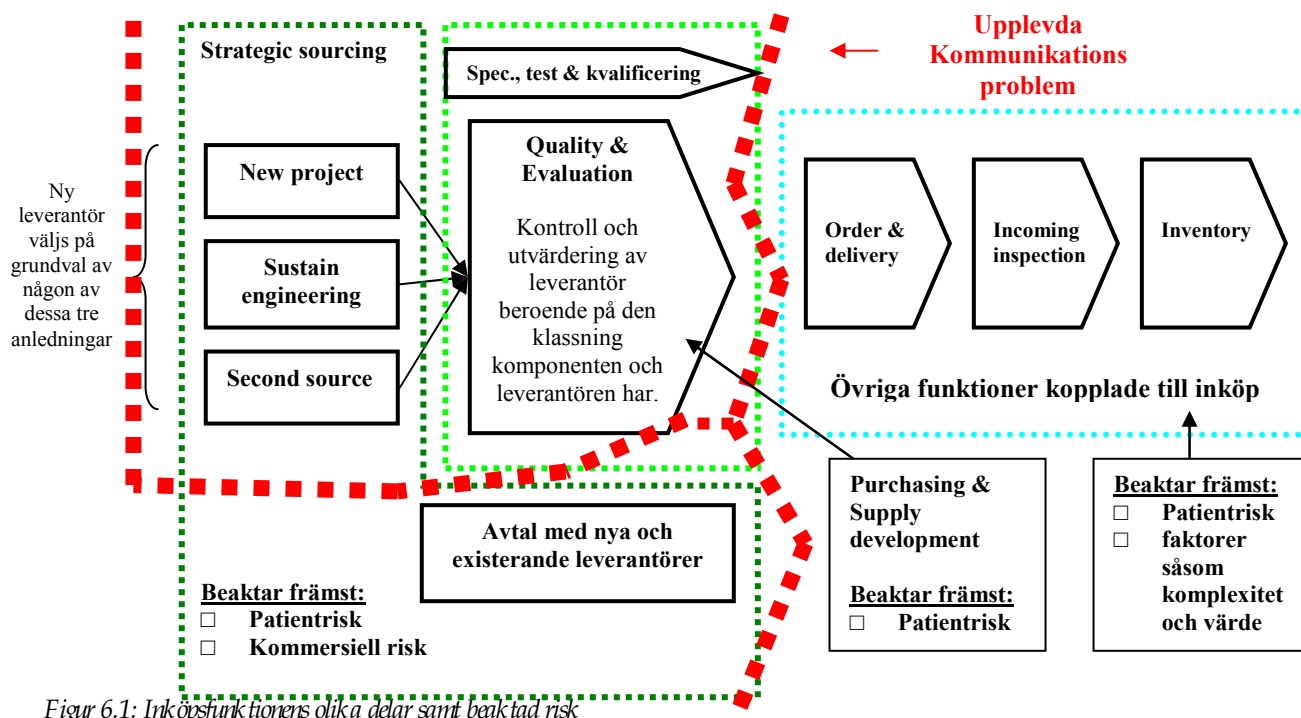 Strategic sourcing
Spec., test & kvalificering
Upplevda
Kommunikations
problem
Ny
leverantör
väljs på
grundval av
någon av
dessa tre
anledningar
New project
Sustain
engineering
Second source
Quality &
Evaluation
Kontroll och
utvärdering av
leverantör
beroende på den
klassning
komponenten och
leverantören har.
Order &
delivery
Incoming
inspection
Inventory
Övriga funktioner kopplade till inköp
Avtal med nya och
existerande leverantörer
Beaktar främst:
□ Patientrisk
□ Kommersiell risk
Purchasing &
Supply
development
Beaktar främst:
□ Patientrisk
Beaktar främst:
□ Patientrisk
□ faktorer
såsom
komplexitet
och värde
Figur 6.1: Inköpsfunktionens olika delar samt beaktad risk